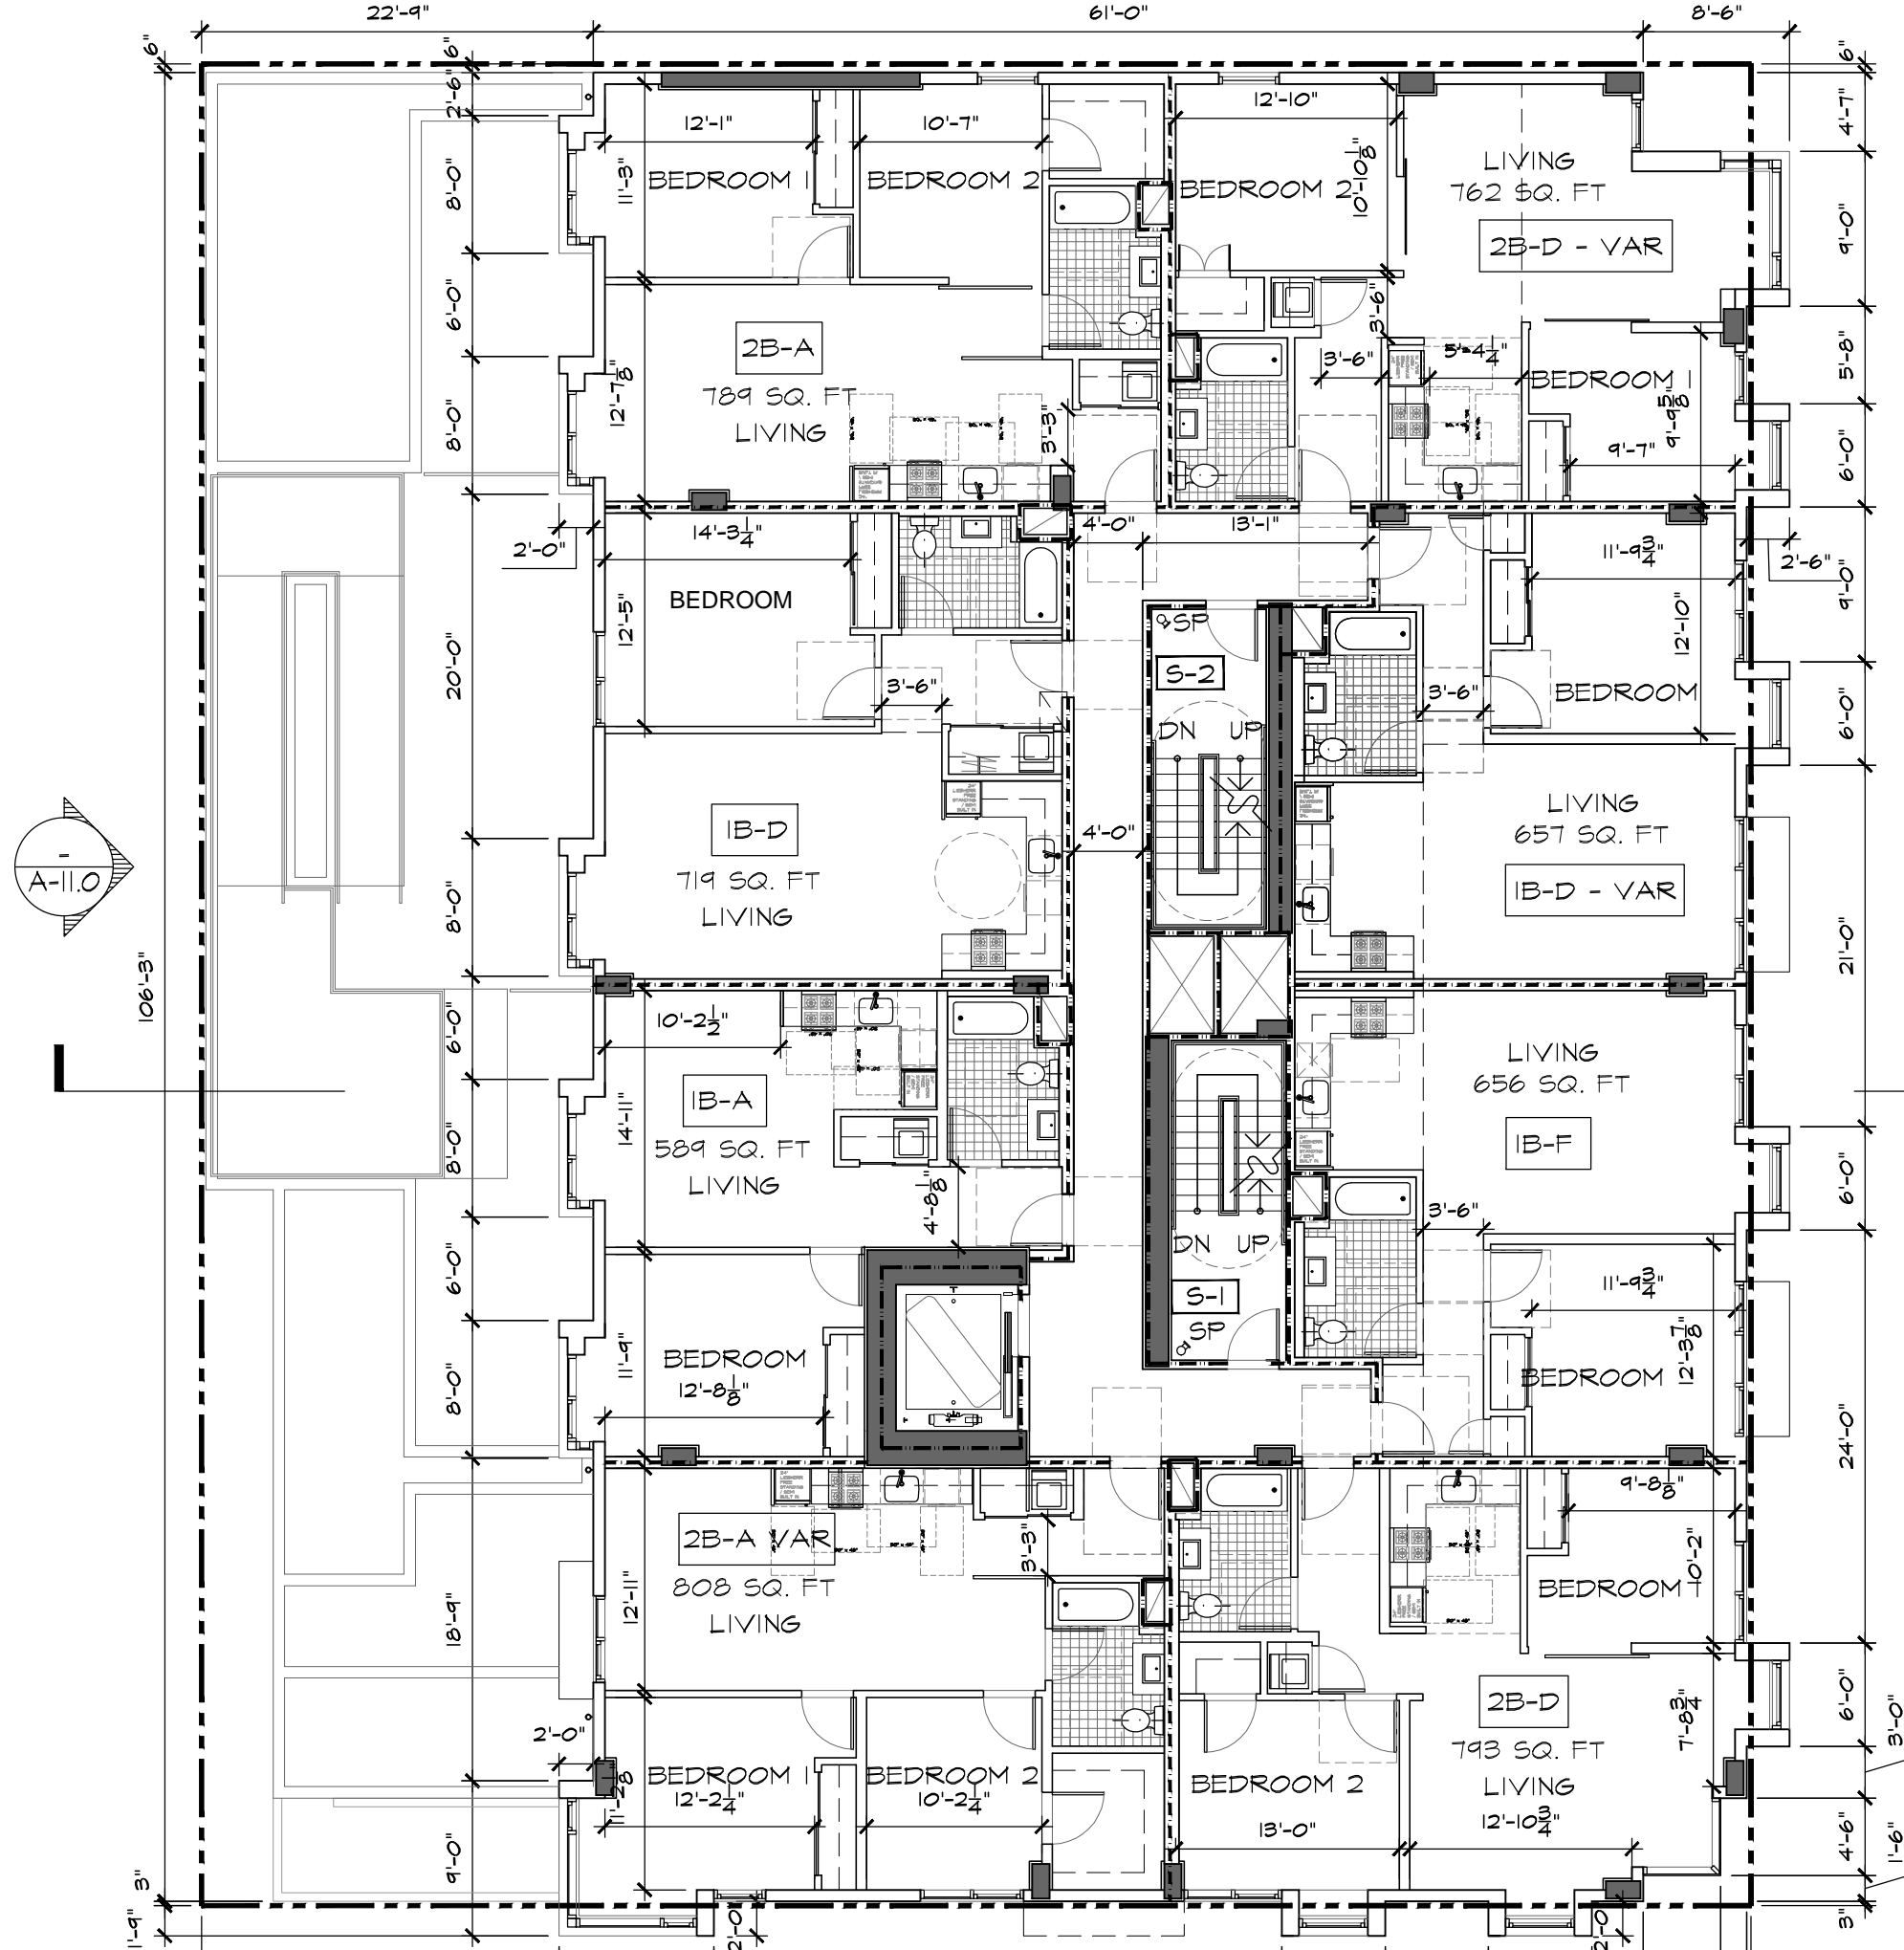 22'-9"
61'-0"
8'-6"
6"
6"
6"
2'-6"
12'-1"
10'-7"
12'-10"
4'-7"
8'-0"
11'-3"
BEDROOM 1
BEDROOM 2
BEDROOM 2
10'-10 1/8"
LIVING
762 SQ. FT
2B-D - VAR
9'-0"
6'-0"
3'-6"
2B-A
789 SQ. FT
LIVING
12'-7 1/8"
3'-6"
5'-4 1/4"
BEDROOM 1
9'-9 5/8"
5'-8"
8'-0"
3'-3"
9'-7"
6'-0"
2'-0"
14'-3 1/4"
4'-0"
13'-1"
11'-9 3/4"
2'-6"
BEDROOM
12'-5"
SP
S-2
9'-0"
12'-10"
20'-0"
3'-6"
3'-6"
BEDROOM
DN UP
6'-0"
1B-D
719 SQ. FT
LIVING
4'-0"
LIVING
657 SQ. FT
1B-D - VAR
1
A-11.0
8'-0"
21'-0"
106'-3"
10'-2 1/2"
6'-0"
LIVING
656 SQ. FT
1B-F
1B-A
589 SQ. FT
LIVING
14'-11"
8'-0"
4'-8 1/8"
6'-0"
3'-6"
DN UP
S-1
SP
6'-0"
11'-9 3/4"
BEDROOM
12'-8 1/8"
11'-9"
8'-0"
BEDROOM
12'-3 7/8"
24'-0"
2B-A VAR
808 SQ. FT
LIVING
12'-11"
3'-3"
9'-8 1/8"
10'-2"
BEDROOM 1
18'-9"
2B-D
793 SQ. FT
LIVING
7'-8 3/4"
6'-0"
3'-0"
2'-0"
BEDROOM 1
12'-2 1/4"
BEDROOM 2
10'-2 1/4"
BEDROOM 2
13'-0"
12'-10 3/4"
9'-0"
4'-6"
1'-6"
3"
1'-9"
2'-0
2'-0
3"